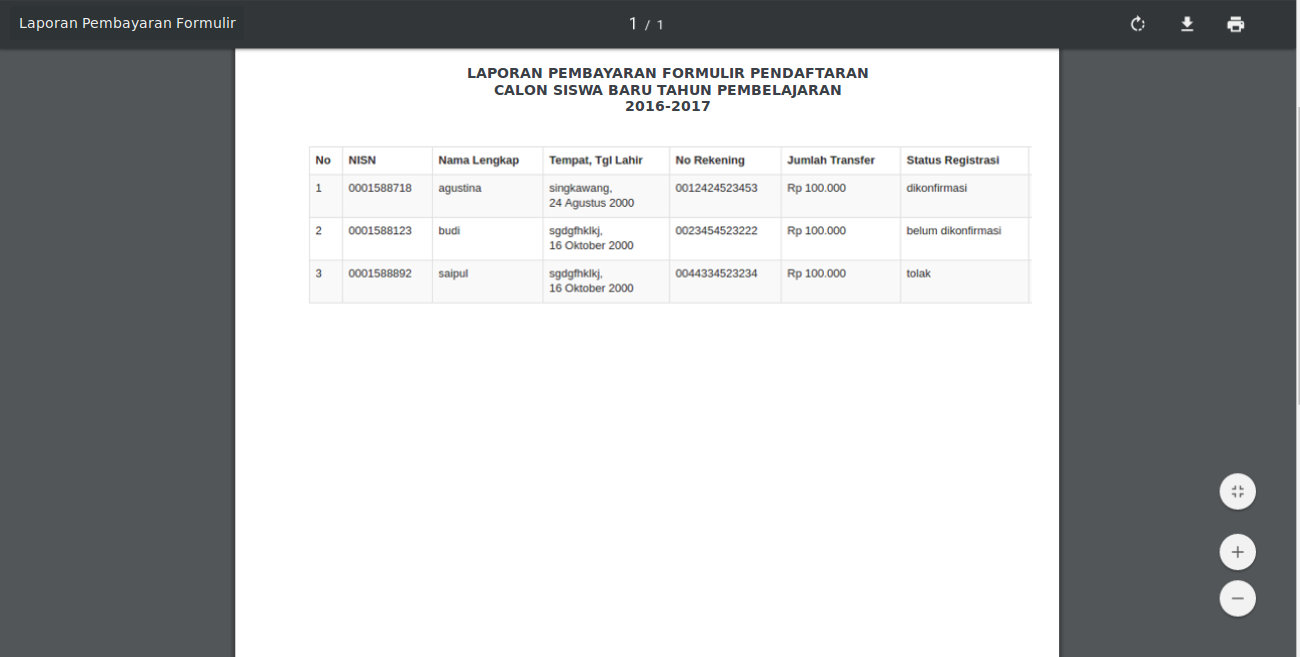 Laporan Pembayaran Formulir
1 / 1
LAPORAN PEMBAYARAN FORMULIR PENDAFTARAN
CALON SISWA BARU TAHUN PEMBELAJARAN
2016-2017
No NISN Nama Lengkap Tempat, Tgl Lahir No Rekening Jumlah Transfer Status Registrasi
1 0001588718 agustina singkawang, 0012424523453 Rp 100.000 dikonfirmasi
24 Agustus 2000
2 0001588123 budi sgdgfhklkj, 0023454523222 Rp 100.000 belum dikonfirmasi
16 Oktober 2000
3 0001588892 saipul sgdgfhklkj, 0044334523234 Rp 100.000 tolak
16 Oktober 2000